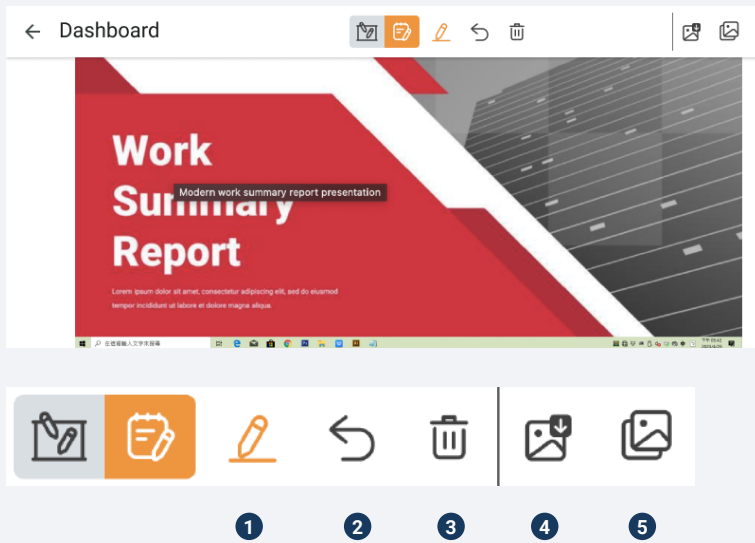 Dashboard
Work
Summary
Modern work summary report presentation
Report
Lorem ipsum dolor sit amet, consectetur adipiscing elit, sed do eiusmod
tempor incididunt ut labore et dolore magna aliqua
1 2 3 4 5